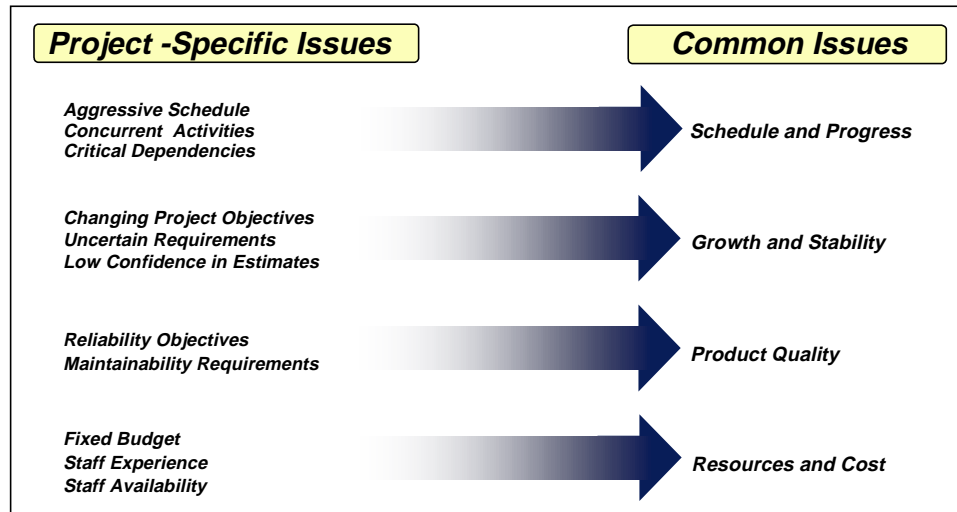 Project -Specific Issues
Common Issues
Aggressive Schedule
Concurrent Activities
Critical Dependencies
Schedule and Progress
Changing Project Objectives
Uncertain Requirements
Low Confidence in Estimates
Growth and Stability
Reliability Objectives
Maintainability Requirements
Product Quality
Fixed Budget
Staff Experience
Staff Availability
Resources and Cost